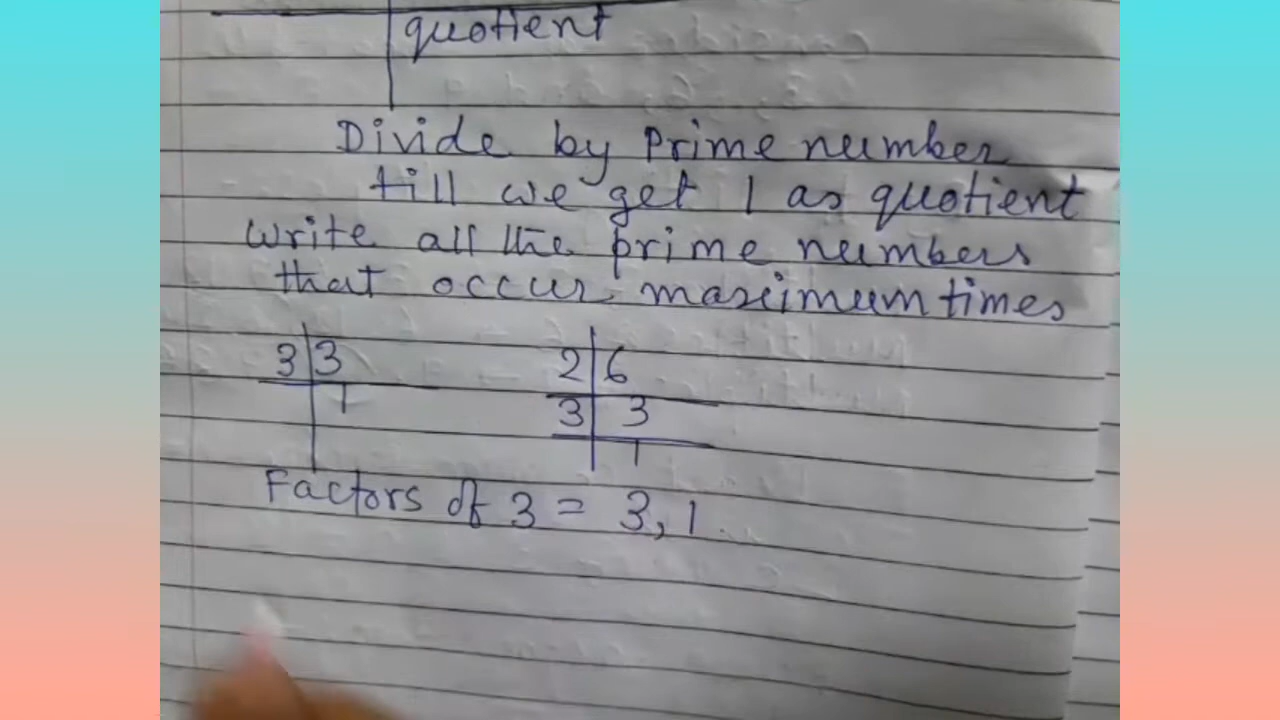 quotient
Divide by Prime number
till we get 1 as quotient
Write all the prime numbers
that occur maximum times
3 3 2 6
1 3 3
1
Factors of 3 = 3, 1.